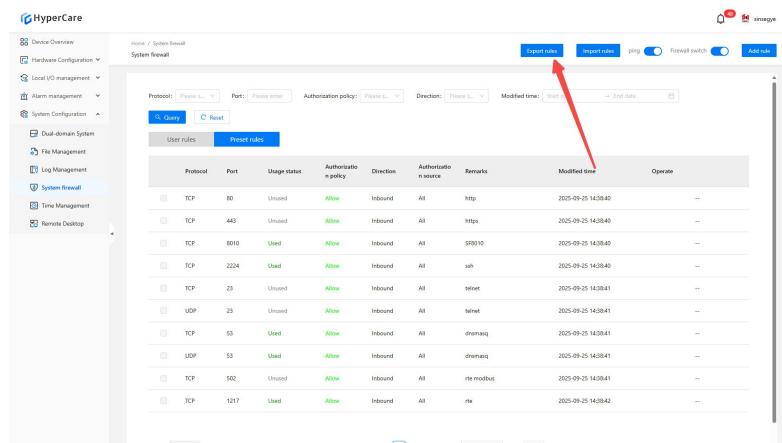 HyperCare
48
sinsegye
Device Overview
Hardware Configuration
Local I/O management
Alarm management
System Configuration
Dual-domain System
File Management
Log Management
System firewall
Time Management
Remote Desktop
Home / System firewall
System firewall
Export rules
Import rules
ping
Firewall switch
Add rule
Protocol: Please s...
Port: Please enter
Authorization policy: Please s...
Direction: Please s...
Modified time: Start → End date
Query
Reset
User rules
Preset rules
Protocol Port Usage status Authorizatio n policy Direction Authorizatio n source Remarks Modified time Operate
TCP 80 Unused Allow Inbound All http 2025-09-25 14:38:40 --
TCP 443 Unused Allow Inbound All https 2025-09-25 14:38:40 --
TCP 8010 Used Allow Inbound All SF8010 2025-09-25 14:38:40 --
TCP 2224 Used Allow Inbound All ssh 2025-09-25 14:38:40 --
TCP 23 Unused Allow Inbound All telnet 2025-09-25 14:38:41 --
UDP 23 Unused Allow Inbound All telnet 2025-09-25 14:38:41 --
TCP 53 Used Allow Inbound All dnsmasq 2025-09-25 14:38:41 --
UDP 53 Used Allow Inbound All dnsmasq 2025-09-25 14:38:41 --
TCP 502 Unused Allow Inbound All rte modbus 2025-09-25 14:38:41 --
TCP 1217 Used Allow Inbound All rte 2025-09-25 14:38:42 --